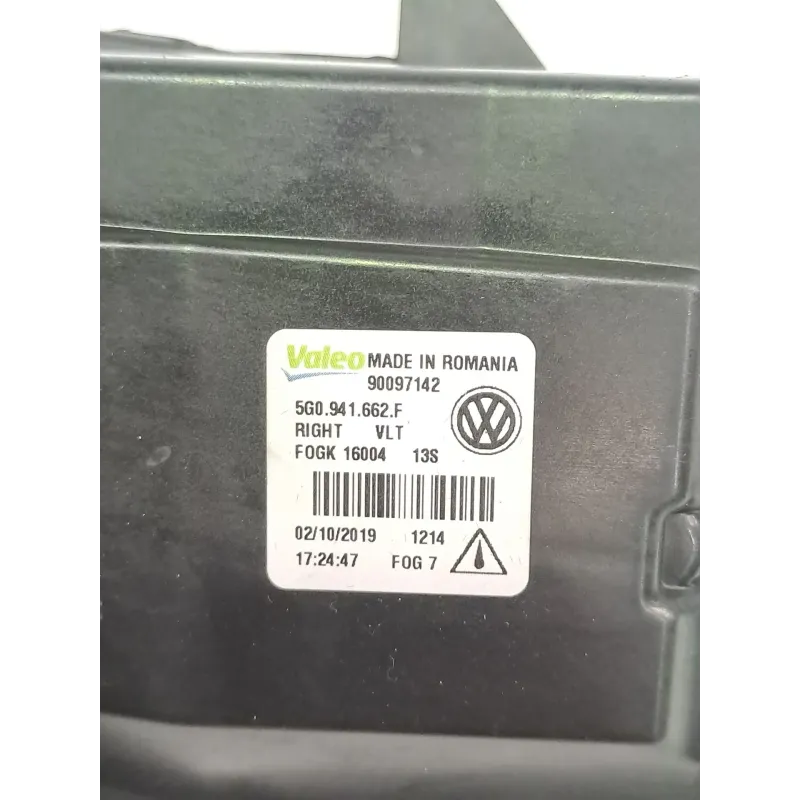 Valeo MADE IN ROMANIA
90097142
5G0.941.662.F
RIGHT VLT
FOGK 16004 13S
02/10/2019 1214
17:24:47 FOG 7